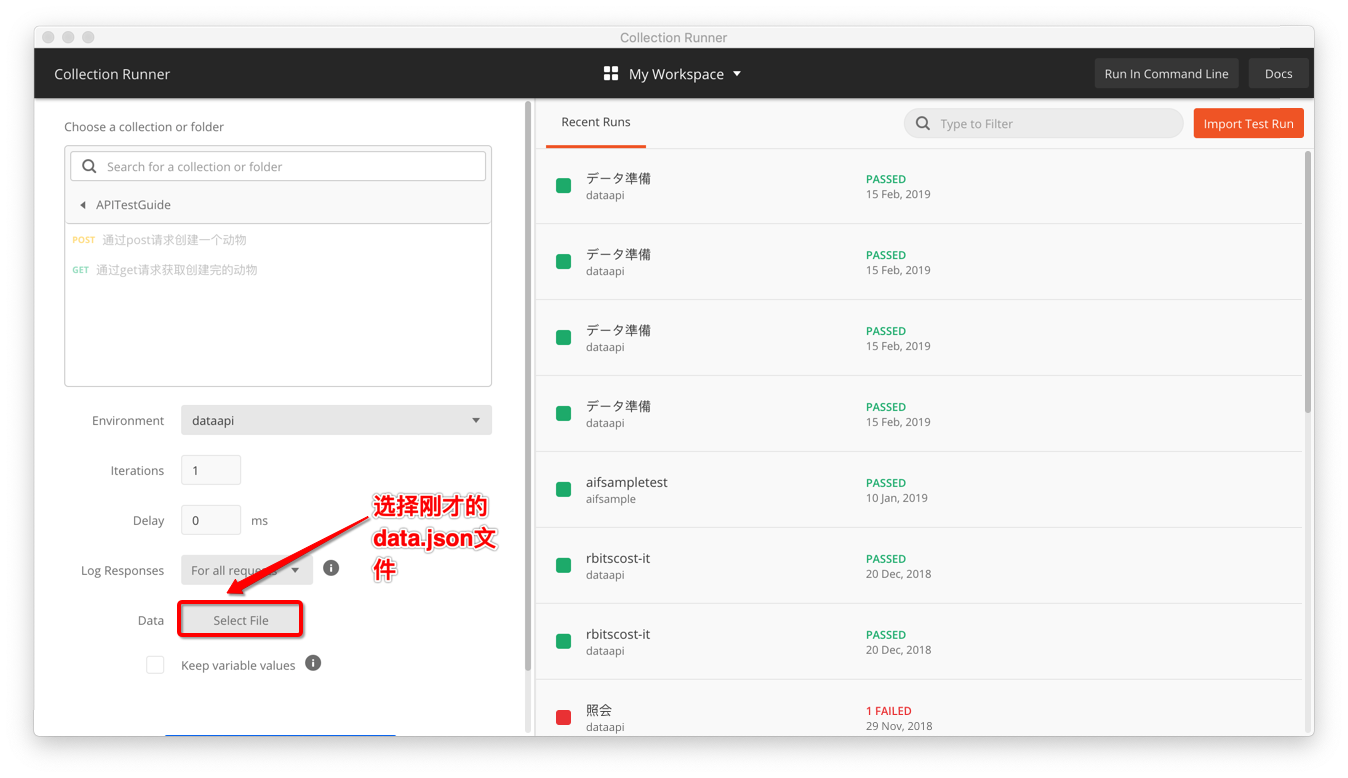 Collection Runner
Collection Runner
My Workspace
Run In Command Line
Docs
Choose a collection or folder
Search for a collection or folder
APITestGuide
POST 通过post请求创建一个动物
GET 通过get请求获取创建完的动物
Environment
dataapi
Iterations
1
Delay
0
ms
选择刚才的
data.json文
件
Log Responses
For all requests
Data
Select File
Keep variable values
Recent Runs
Type to Filter
Import Test Run
データ準備
dataapi
PASSED
15 Feb, 2019
データ準備
dataapi
PASSED
15 Feb, 2019
データ準備
dataapi
PASSED
15 Feb, 2019
データ準備
dataapi
PASSED
15 Feb, 2019
aifsampletest
aifsample
PASSED
10 Jan, 2019
rbitscost-it
dataapi
PASSED
20 Dec, 2018
rbitscost-it
dataapi
PASSED
20 Dec, 2018
照会
dataapi
1 FAILED
29 Nov, 2018